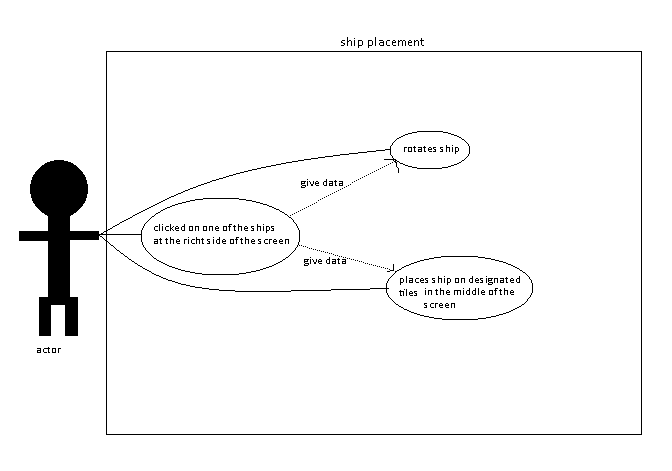 ship placement
rotates ship
give data
clicked on one of the ships
at the richt side of the screen
give data
places ship on designated
tiles in the middle of the
screen
actor